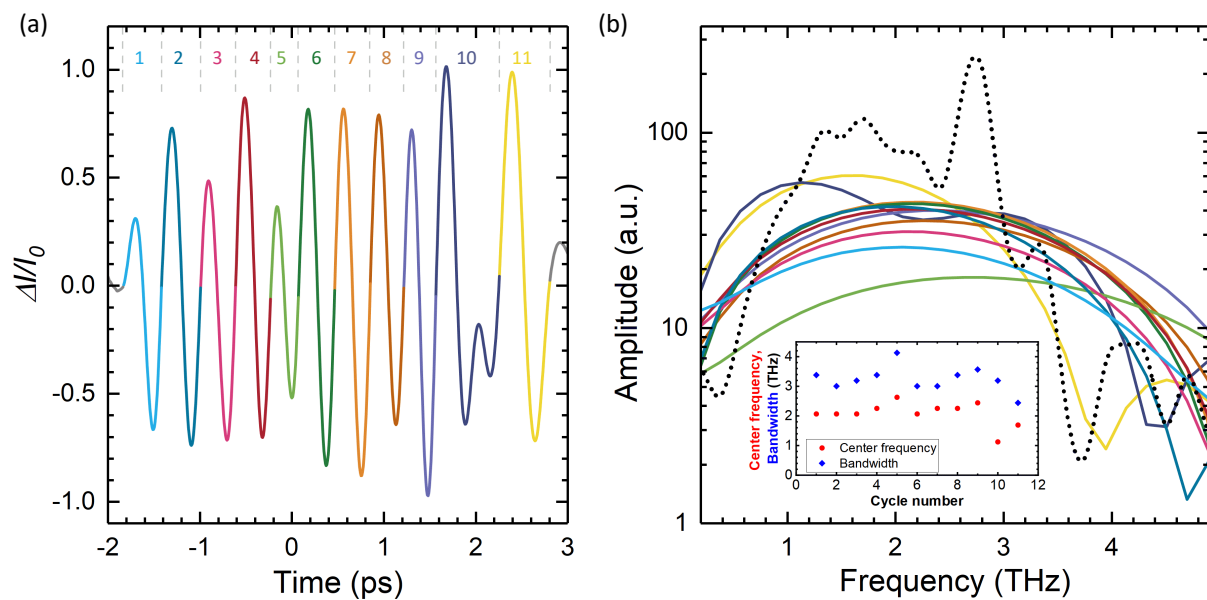 (a)
1 2 3 4 5 6 7 8 9 10 11
1.0
0.5
0.0
-0.5
-1.0
ΔI/I0
-2 -1 0 1 2 3
Time (ps)
(b)
100
10
1
Amplitude (a.u.)
1 2 3 4
Frequency (THz)
Center frequency,
Bandwidth (THz)
4
3
2
1
0
Center frequency
Bandwidth
0 2 4 6 8 10 12
Cycle number